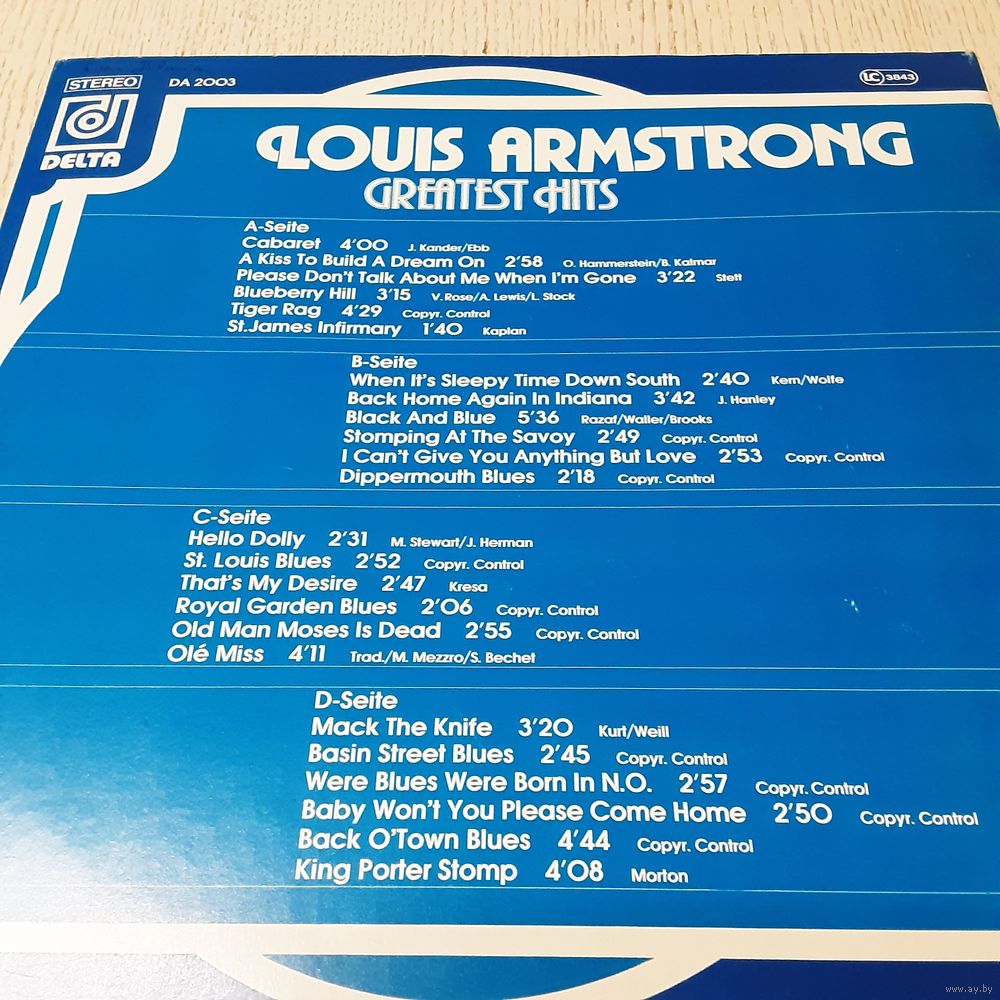 STEREO
DELTA
DA 2003
LC 3843
LOUIS ARMSTRONG
GREATEST HITS
A-Seite
Cabaret 4'00 J. Kander/Ebb
A Kiss To Build A Dream On 2'58 O. Hammerstein/B. Kalmar
Please Don't Talk About Me When I'm Gone 3'22 Stett
Blueberry Hill 3'15 V. Rose/A. Lewis/L. Stock
Tiger Rag 4'29 Copyr. Control
St.James Infirmary 1'40 Kaplan
B-Seite
When It's Sleepy Time Down South 2'40 Kern/Wolfe
Back Home Again In Indiana 3'42 J. Hanley
Black And Blue 5'36 Razaf/Waller/Brooks
Stomping At The Savoy 2'49 Copyr. Control
I Can't Give You Anything But Love 2'53 Copyr. Control
Dippermouth Blues 2'18 Copyr. Control
C-Seite
Hello Dolly 2'31 M. Stewart/J. Herman
St. Louis Blues 2'52 Copyr. Control
That's My Desire 2'47 Kresa
Royal Garden Blues 2'06 Copyr. Control
Old Man Moses Is Dead 2'55 Copyr. Control
Olé Miss 4'11 Trad./M. Mezzro/S. Bechet
D-Seite
Mack The Knife 3'20 Kurt/Weill
Basin Street Blues 2'45 Copyr. Control
Were Blues Were Born In N.O. 2'57 Copyr. Control
Baby Won't You Please Come Home 2'50 Copyr. Control
Back O'Town Blues 4'44 Copyr. Control
King Porter Stomp 4'08 Morton
www.ay.by